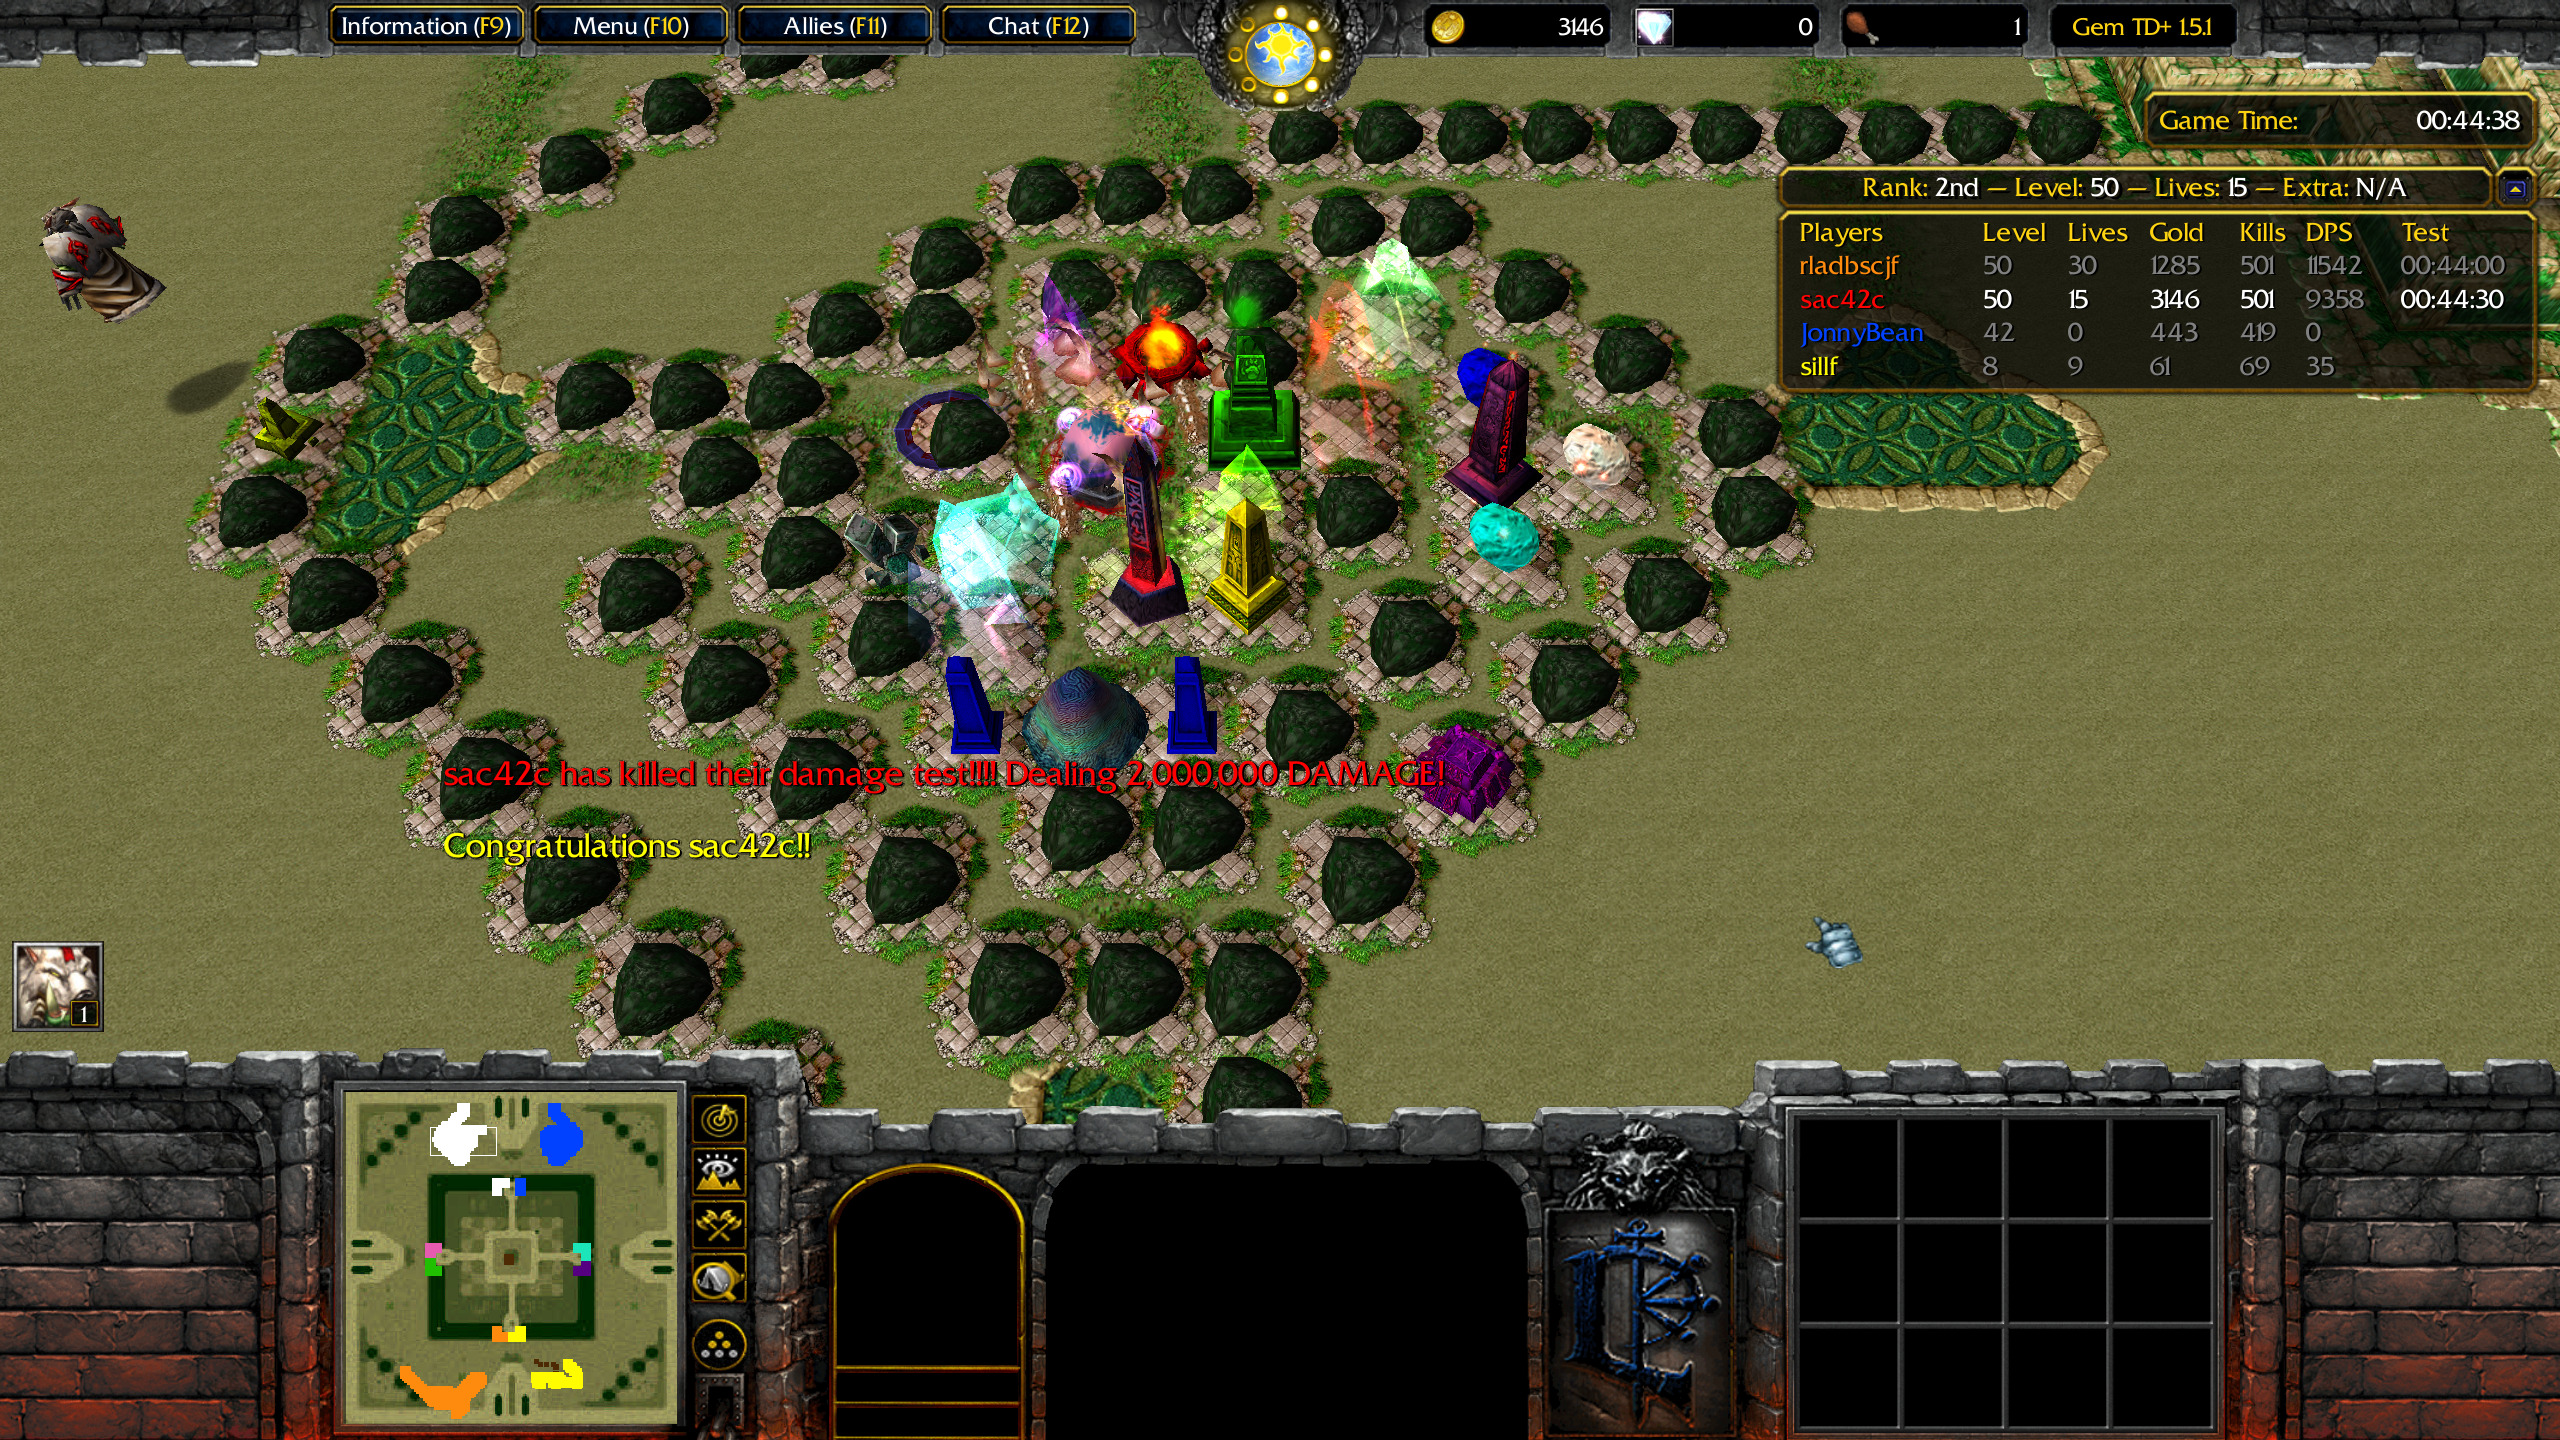 Information (F9) Menu (F10) Allies (F11) Chat (F12) 3146 0 1 Gem TD+ 1.5.1
Game Time: 00:44:38
Rank: 2nd — Level: 50 — Lives: 15 — Extra: N/A
Players Level Lives Gold Kills DPS Test
rladbscjf 50 30 1285 501 11542 00:44:00
sac42c 50 15 3146 501 9358 00:44:30
JonnyBean 42 0 443 419 0
sillf 8 9 61 69 35
sac42c has killed their damage test!!!! Dealing 2,000,000 DAMAGE!
Congratulations sac42c!!
1